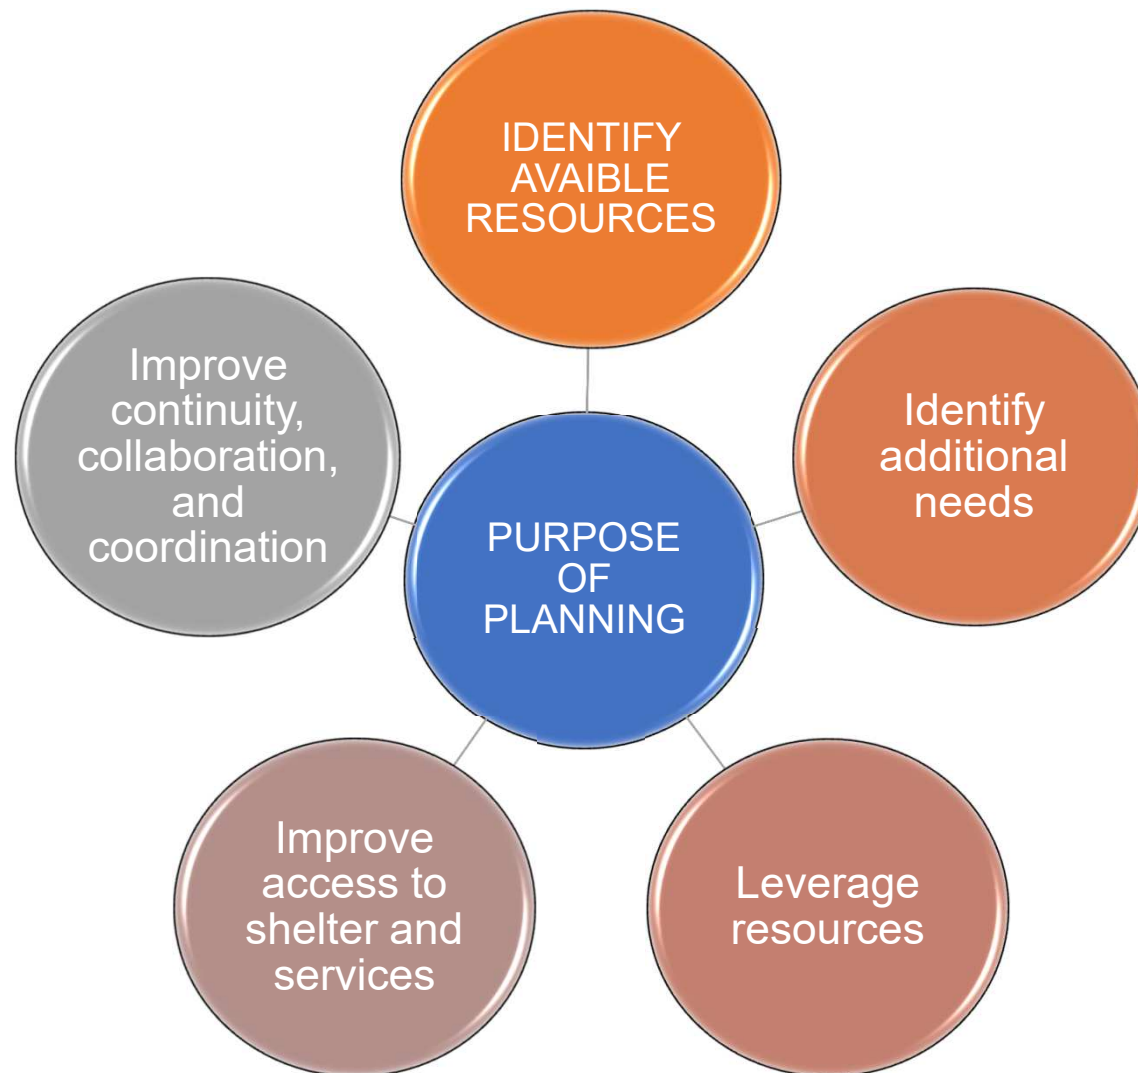 IDENTIFY
AVAIBLE
RESOURCES
Identify
additional
needs
Leverage
resources
Improve
access to
shelter and
services
Improve
continuity,
collaboration,
and
coordination
PURPOSE
OF
PLANNING